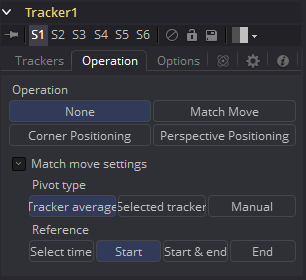 Tracker1
S1 S2 S3 S4 S5 S6
Trackers Operation Options
Operation
None Match Move
Corner Positioning Perspective Positioning
Match move settings
Pivot type
Tracker average Selected tracker Manual
Reference
Select time Start Start & end End